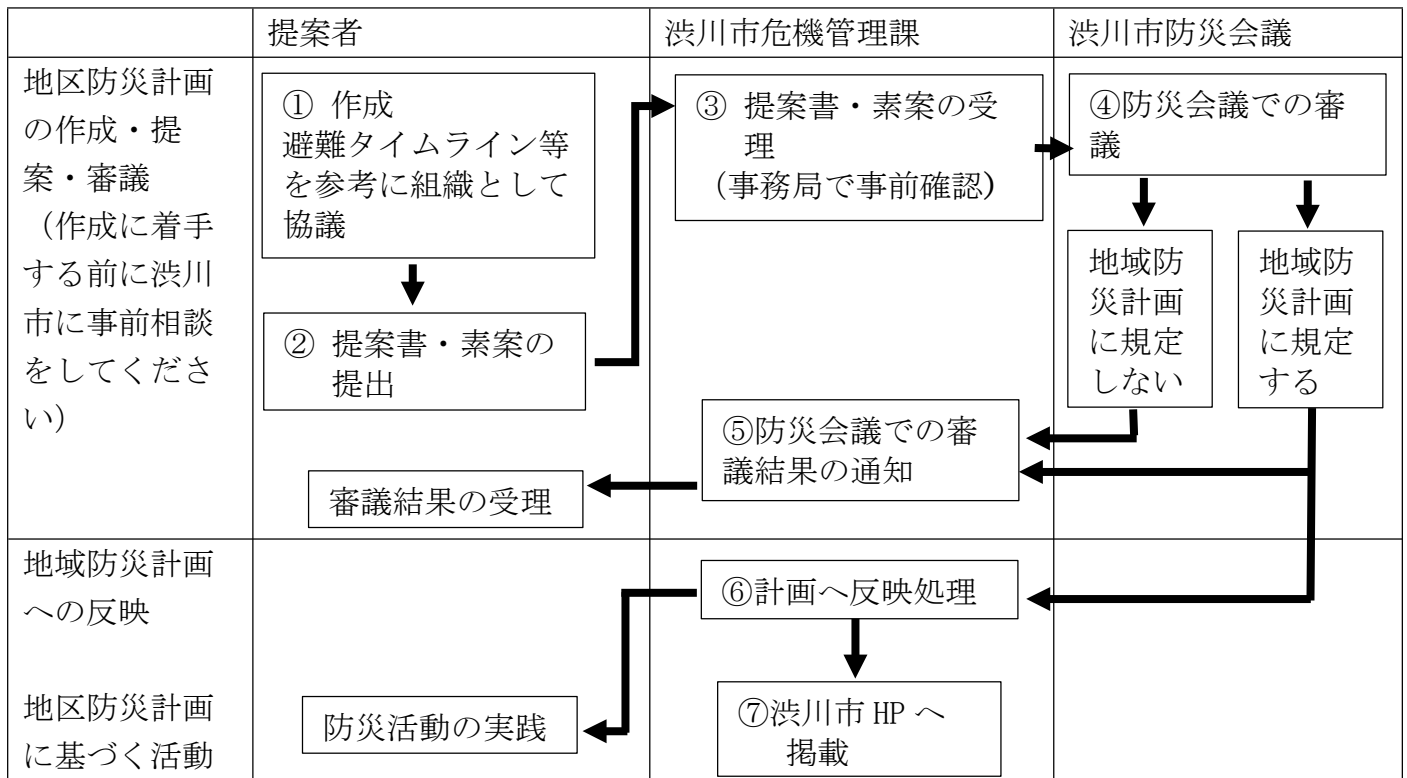 提案者
渋川市危機管理課
渋川市防災会議
地区防災計画
の作成・提
案・審議
（作成に着手
する前に渋川
市に事前相談
をしてくださ
い）
① 作成
避難タイムライン等
を参考に組織として
協議
② 提案書・素案の
提出
③ 提案書・素案の受
理
（事務局で事前確認）
④防災会議での審
議
地域防
災計画
に規定
しない
地域防
災計画
に規定
する
⑤防災会議での審
議結果の通知
審議結果の受理
地域防災計画
への反映
⑥計画へ反映処理
地区防災計画
に基づく活動
防災活動の実践
⑦渋川市 HP へ
掲載